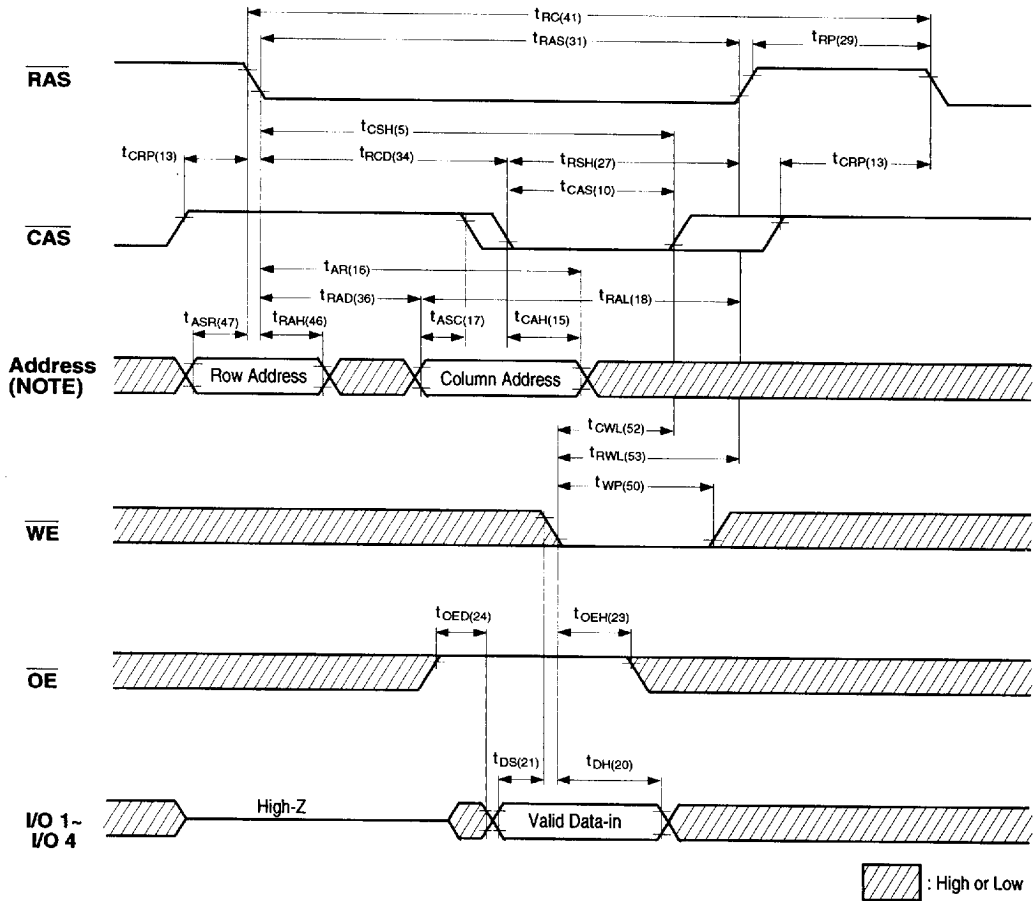 tRC(41)
tRAS(31)
tRP(29)
RAS
tCSH(5)
tCRP(13)
tRCD(34)
tRSH(27)
tCRP(13)
tCAS(10)
CAS
tAR(16)
tRAD(36)
tRAL(18)
tASR(47)
tRAH(46)
tASC(17)
tCAH(15)
Address
(NOTE)
Row Address
Column Address
tCWL(52)
tRWL(53)
tWP(50)
WE
tOED(24)
tOEH(23)
OE
tDS(21)
tDH(20)
I/O 1~
I/O 4
High-Z
Valid Data-in
: High or Low